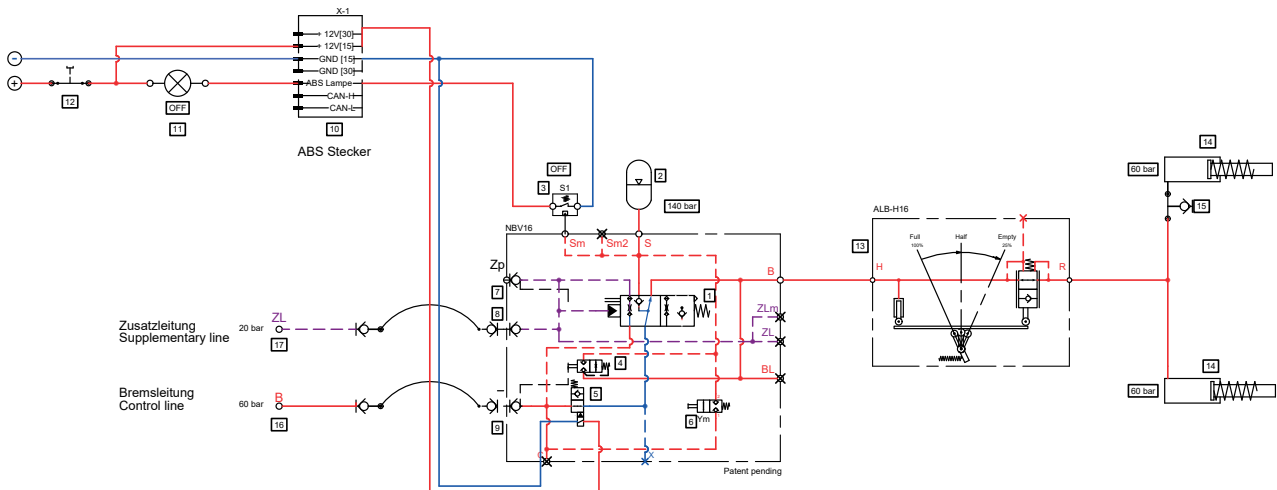 X-1
+ 12V[30]
+ 12V[15]
GND [15]
GND [30]
ABS Lampe
CAN-H
CAN-L
12
OFF
11
10
ABS Stecker
OFF
3
S1
2
140 bar
NBV16
Sm
Sm2
S
Zp
7
8
1
B
ZLm
ZL
BL
4
5
9
6
Ym
C
X
Patent pending
Zusatzleitung
Supplementary line
20 bar
ZL
17
Bremsleitung
Control line
60 bar
B
16
ALB-H16
13
Full
100%
Half
Empty
25%
H
R
14
60 bar
15
14
60 bar